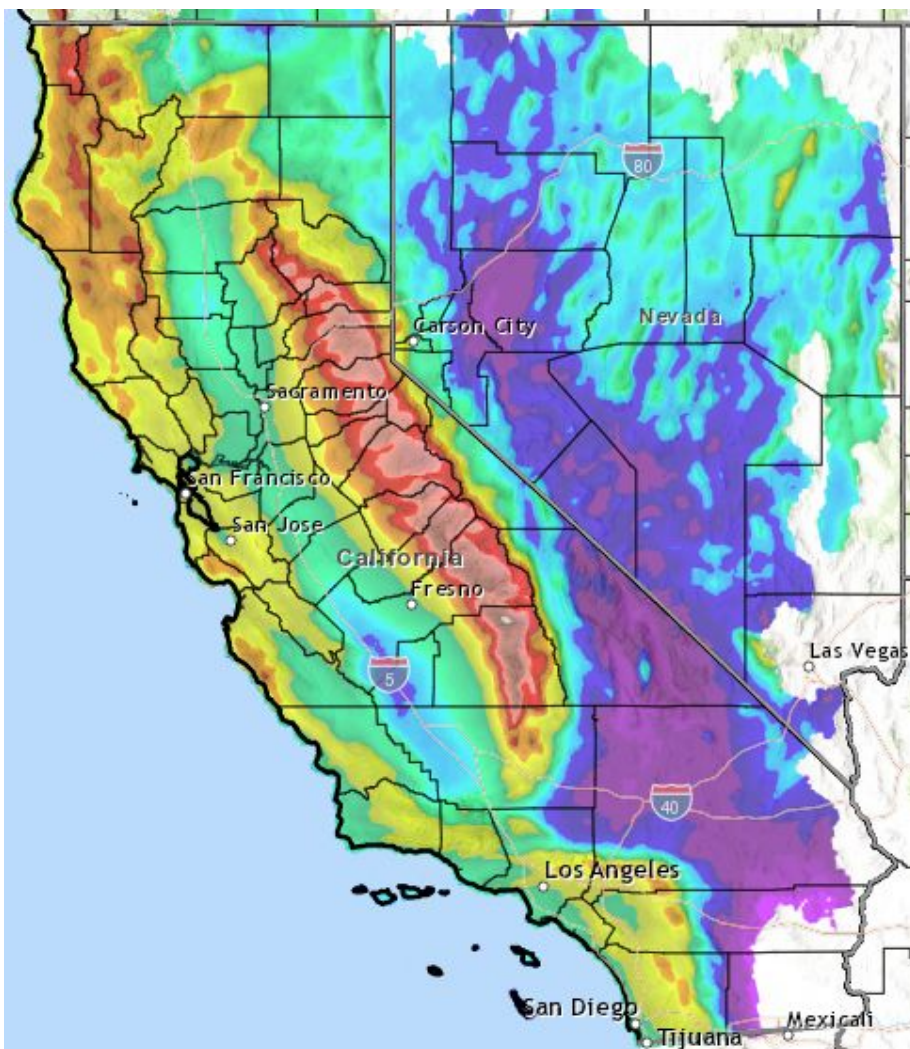 80
Nevada
Carson City
Sacramento
San Francisco
San Jose
California
Fresno
Las Vegas
5
40
Los Angeles
San Diego
Mexicali
Tijuana